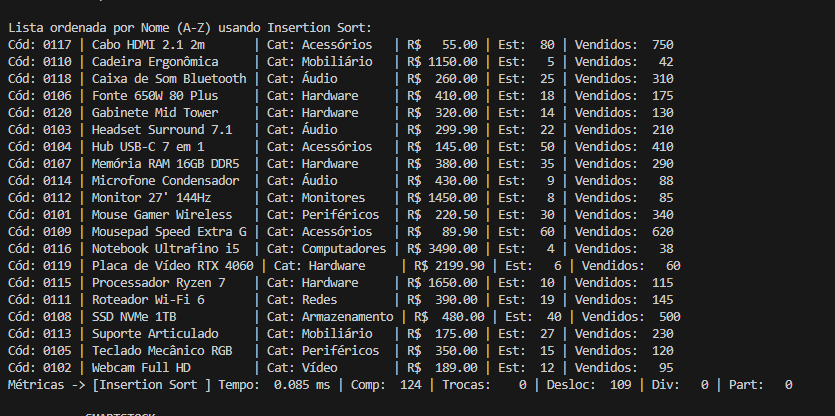 Lista ordenada por Nome (A-Z) usando Insertion Sort:
Cód: 0117 | Cabo HDMI 2.1 2m       | Cat: Acessórios   | R$   55.00 | Est:  80 | Vendidos:  750
Cód: 0110 | Cadeira Ergonômica     | Cat: Mobiliário   | R$ 1150.00 | Est:   5 | Vendidos:   42
Cód: 0118 | Caixa de Som Bluetooth | Cat: Áudio        | R$  260.00 | Est:  25 | Vendidos:  310
Cód: 0106 | Fonte 650W 80 Plus     | Cat: Hardware     | R$  410.00 | Est:  18 | Vendidos:  175
Cód: 0120 | Gabinete Mid Tower     | Cat: Hardware     | R$  320.00 | Est:  14 | Vendidos:  130
Cód: 0103 | Headset Surround 7.1   | Cat: Áudio        | R$  299.90 | Est:  22 | Vendidos:  210
Cód: 0104 | Hub USB-C 7 em 1       | Cat: Acessórios   | R$  145.00 | Est:  50 | Vendidos:  410
Cód: 0107 | Memória RAM 16GB DDR5  | Cat: Hardware     | R$  380.00 | Est:  35 | Vendidos:  290
Cód: 0114 | Microfone Condensador  | Cat: Áudio        | R$  430.00 | Est:   9 | Vendidos:   88
Cód: 0112 | Monitor 27' 144Hz      | Cat: Monitores    | R$ 1450.00 | Est:   8 | Vendidos:   85
Cód: 0101 | Mouse Gamer Wireless   | Cat: Periféricos  | R$  220.50 | Est:  30 | Vendidos:  340
Cód: 0109 | Mousepad Speed Extra G | Cat: Acessórios   | R$   89.90 | Est:  60 | Vendidos:  620
Cód: 0116 | Notebook Ultrafino i5  | Cat: Computadores | R$ 3490.00 | Est:   4 | Vendidos:   38
Cód: 0119 | Placa de Vídeo RTX 4060 | Cat: Hardware     | R$ 2199.90 | Est:   6 | Vendidos:   60
Cód: 0115 | Processador Ryzen 7    | Cat: Hardware     | R$ 1650.00 | Est:  10 | Vendidos:  115
Cód: 0111 | Roteador Wi-Fi 6       | Cat: Redes        | R$  390.00 | Est:  19 | Vendidos:  145
Cód: 0108 | SSD NVMe 1TB           | Cat: Armazenamento | R$  480.00 | Est:  40 | Vendidos:  500
Cód: 0113 | Suporte Articulado     | Cat: Mobiliário   | R$  175.00 | Est:  27 | Vendidos:  230
Cód: 0105 | Teclado Mecânico RGB   | Cat: Periféricos  | R$  350.00 | Est:  15 | Vendidos:  120
Cód: 0102 | Webcam Full HD         | Cat: Vídeo        | R$  189.00 | Est:  12 | Vendidos:   95
Métricas -> [Insertion Sort ] Tempo:  0.085 ms | Comp:  124 | Trocas:    0 | Desloc:  109 | Div:   0 | Part:   0
SMARTSTOCK